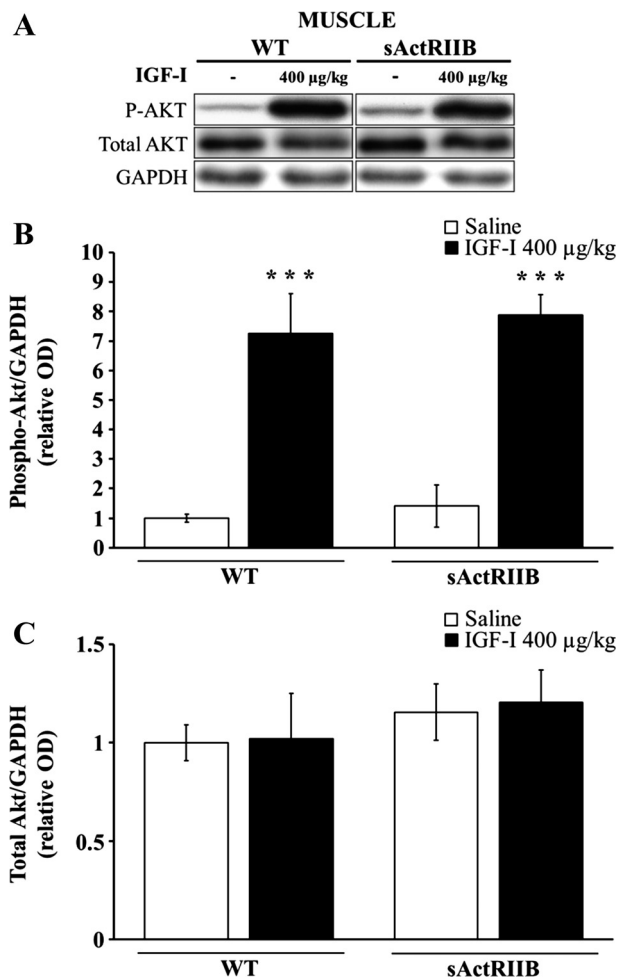 A
MUSCLE
WT sActRIIB
IGF-I - 400 µg/kg - 400 µg/kg
P-AKT
Total AKT
GAPDH
B
Saline
IGF-I 400 µg/kg
Phospho-Akt/GAPDH
(relative OD)
10
9
8
7
6
5
4
3
2
1
0
***
***
WT sActRIIB
C
Saline
IGF-I 400 µg/kg
Total Akt/GAPDH
(relative OD)
1.5
1
0.5
0
WT sActRIIB